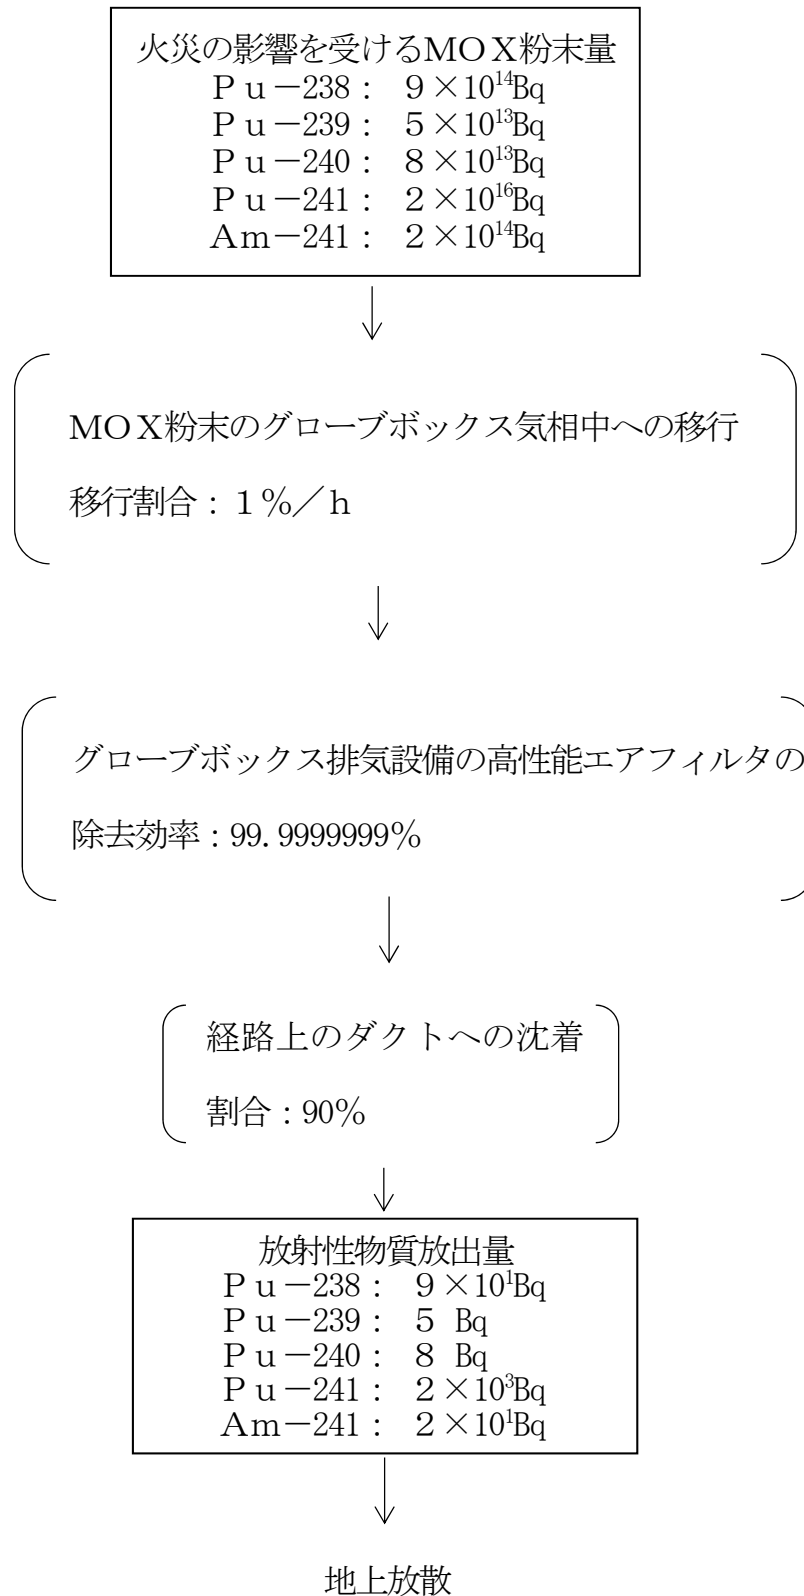 火災の影響を受けるMOX粉末量
Pu－238： 9×10¹⁴Bq
Pu－239： 5×10¹³Bq
Pu－240： 8×10¹³Bq
Pu－241： 2×10¹⁶Bq
Am－241： 2×10¹⁴Bq
MOX粉末のグローブボックス気相中への移行
移行割合：1％／h
グローブボックス排気設備の高性能エアフィルタの
除去効率：99.9999999％
経路上のダクトへの沈着
割合：90％
放射性物質放出量
Pu－238： 9×10¹Bq
Pu－239： 5 Bq
Pu－240： 8 Bq
Pu－241： 2×10³Bq
Am－241： 2×10¹Bq
地上放散